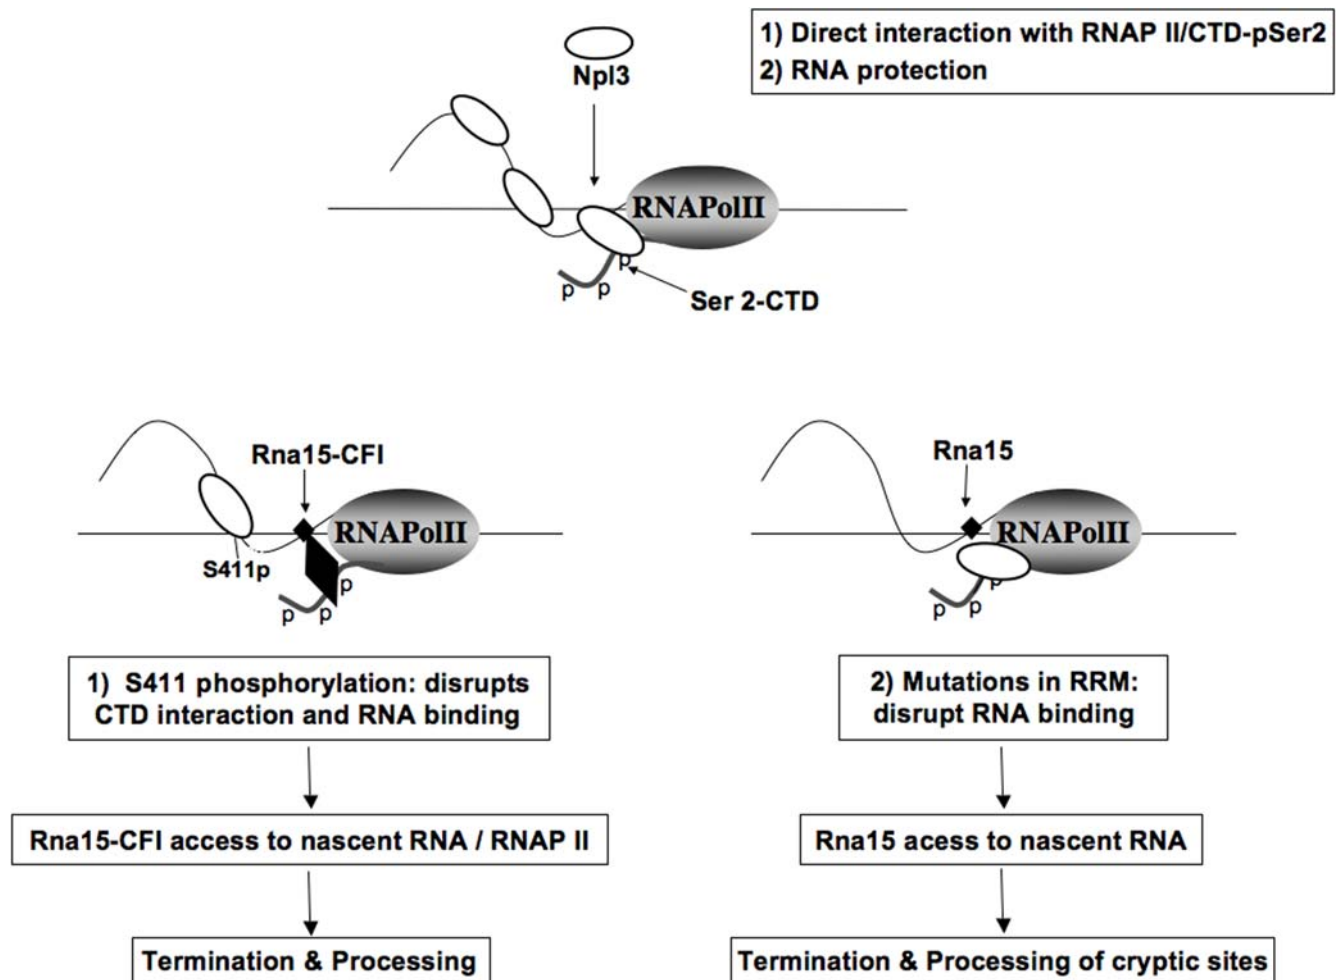 1) Direct interaction with RNAP II/CTD-pSer2
2) RNA protection
Npl3
RNAPolII
p
p p
Ser 2-CTD
Rna15-CFI
RNAPolII
S411p
p
p p
1) S411 phosphorylation: disrupts
CTD interaction and RNA binding
Rna15-CFI access to nascent RNA / RNAP II
Termination & Processing
Rna15
RNAPolII
p
p p
2) Mutations in RRM:
disrupt RNA binding
Rna15 acess to nascent RNA
Termination & Processing of cryptic sites